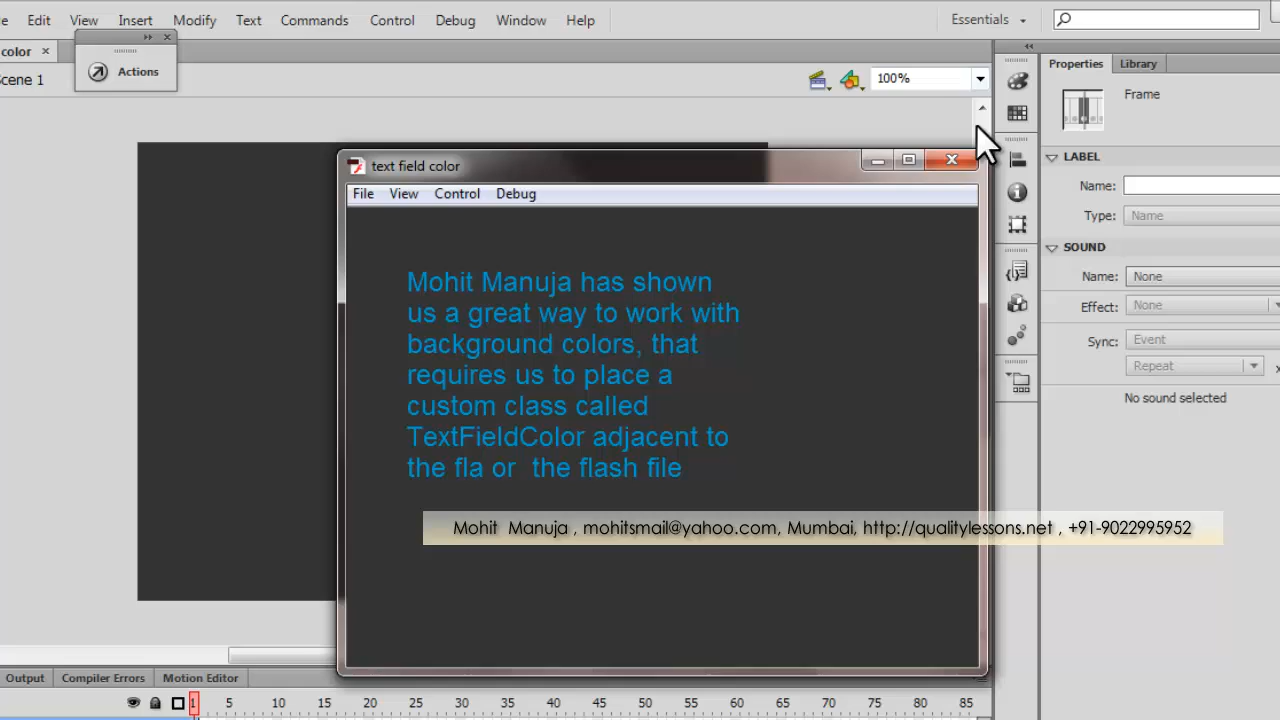 Edit View Insert Modify Text Commands Control Debug Window Help Essentials
color
Actions
Scene 1
100%
Properties Library
Frame
LABEL
Name:
Type: Name
SOUND
Name: None
Effect: None
Sync: Event
Repeat
No sound selected
text field color
File View Control Debug
Mohit Manuja has shown
us a great way to work with
background colors, that
requires us to place a
custom class called
TextFieldColor adjacent to
the fla or the flash file
Mohit Manuja , mohitsmail@yahoo.com, Mumbai, http://qualitylessons.net , +91-9022995952
Output Compiler Errors Motion Editor
1 5 10 15 20 25 30 35 40 45 50 55 60 65 70 75 80 85